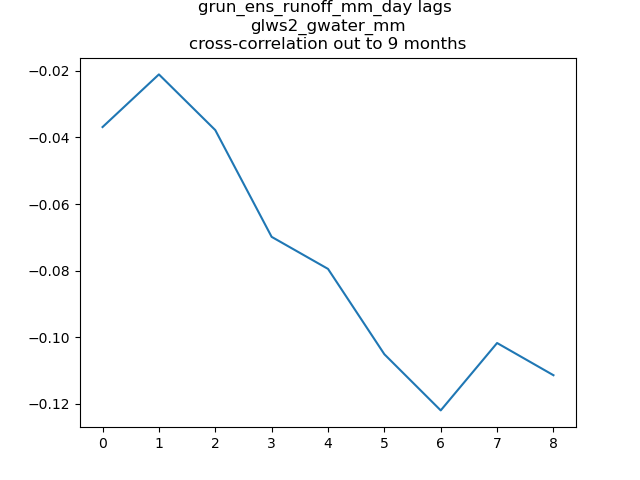 grun_ens_runoff_mm_day lags
glws2_gwater_mm
cross-correlation out to 9 months
−0.02
−0.04
−0.06
−0.08
−0.10
−0.12
0 1 2 3 4 5 6 7 8